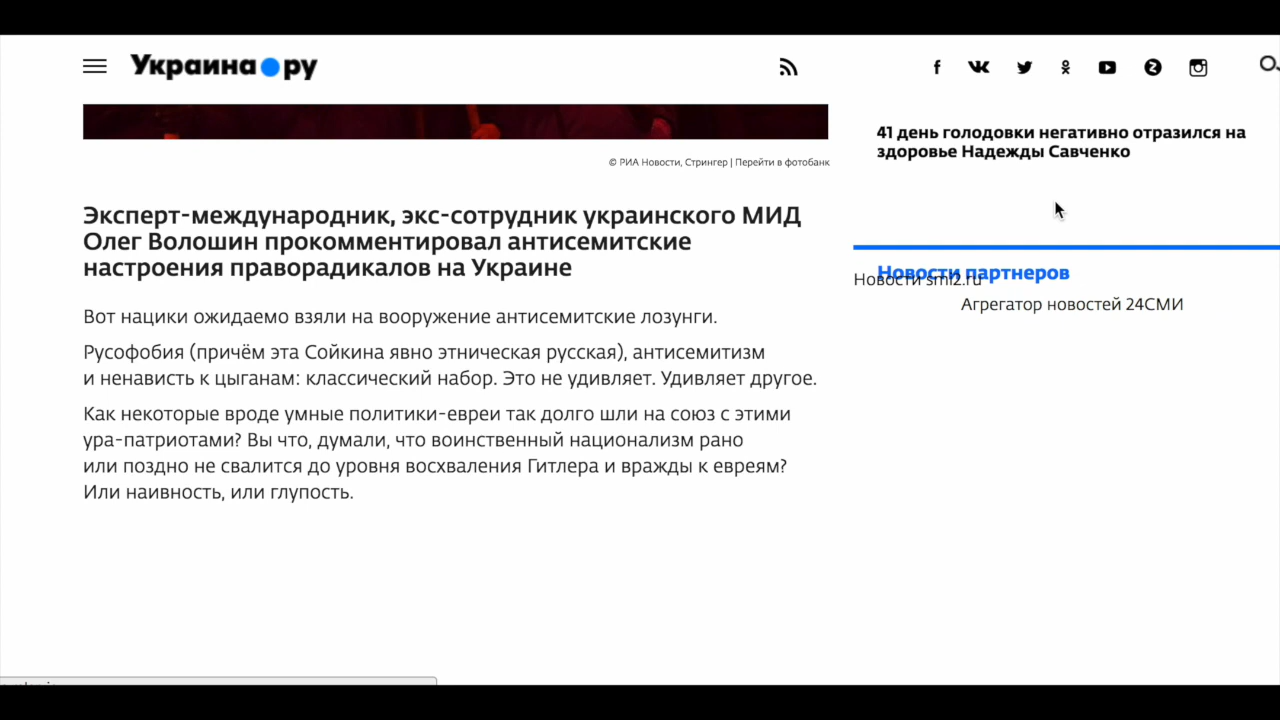 Украина ру
© РИА Новости, Стрингер | Перейти в фотобанк
Эксперт-международник, экс-сотрудник украинского МИД
Олег Волошин прокомментировал антисемитские
настроения праворадикалов на Украине
Вот нацики ожидаемо взяли на вооружение антисемитские лозунги.
Русофобия (причём эта Сойкина явно этническая русская), антисемитизм
и ненависть к цыганам: классический набор. Это не удивляет. Удивляет другое.
Как некоторые вроде умные политики-евреи так долго шли на союз с этими
ура-патриотами? Вы что, думали, что воинственный национализм рано
или поздно не свалится до уровня восхваления Гитлера и вражды к евреям?
Или наивность, или глупость.
41 день голодовки негативно отразился на
здоровье Надежды Савченко
Новости партнеров
Новости smi2.ru
Агрегатор новостей 24СМИ